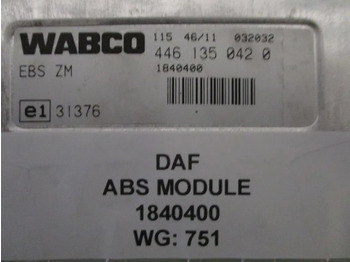 WABCO 115 46/11 032032
446 135 042 0
EBS ZM 1840400
e1 31376
DAF
ABS MODULE
1840400
WG: 751